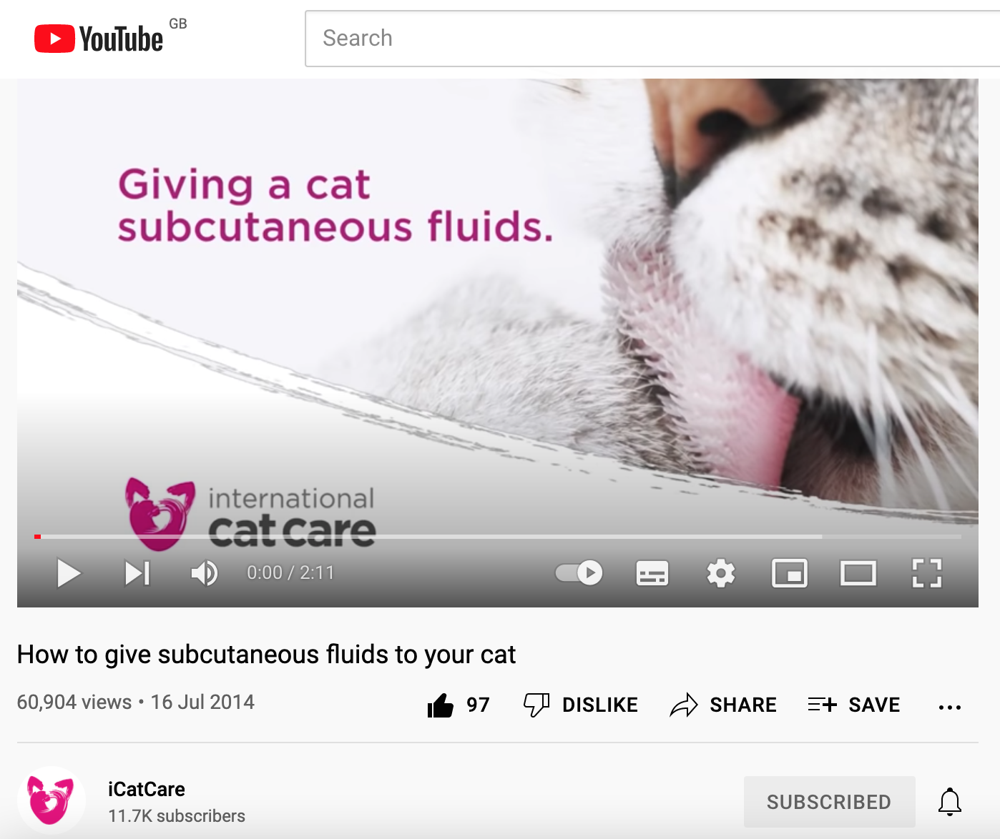 YouTube GB
Search
Giving a cat
subcutaneous fluids.
international
cat care
0:00 / 2:11
How to give subcutaneous fluids to your cat
60,904 views • 16 Jul 2014
97 DISLIKE SHARE SAVE ...
iCatCare
11.7K subscribers
SUBSCRIBED